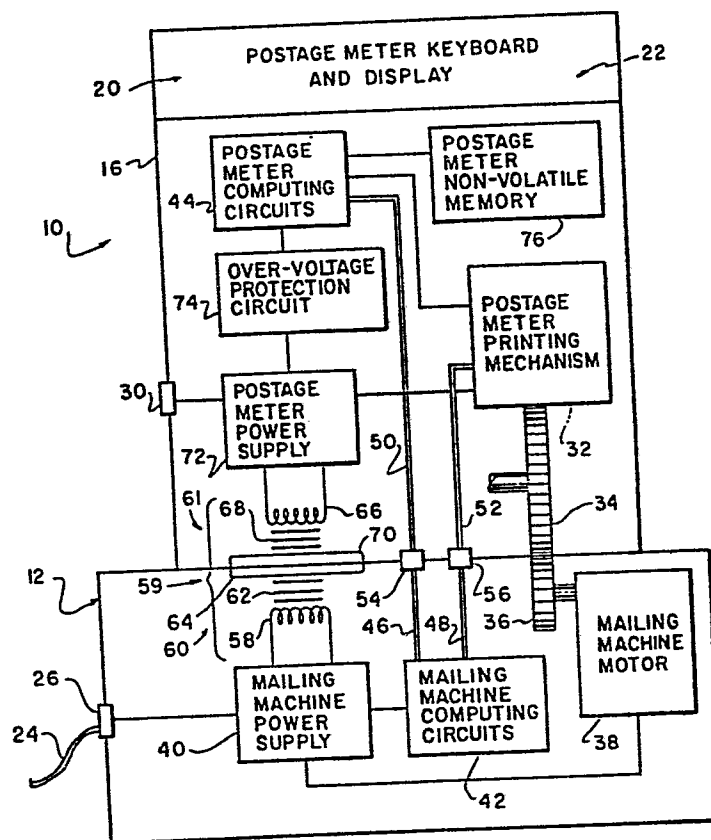 POSTAGE METER KEYBOARD
AND DISPLAY
20
22
16
POSTAGE
METER
COMPUTING
CIRCUITS
44
POSTAGE
METER
NON-VOLATILE
MEMORY
76
10
OVER-VOLTAGE
PROTECTION
CIRCUIT
74
POSTAGE
METER
PRINTING
MECHANISM
30
POSTAGE
METER
POWER
SUPPLY
72
32
50
61
68
66
52
34
70
12
59
64
62
54
56
58
46
48
36
60
26
24
MAILING
MACHINE
POWER
SUPPLY
40
MAILING
MACHINE
COMPUTING
CIRCUITS
42
MAILING
MACHINE
MOTOR
38